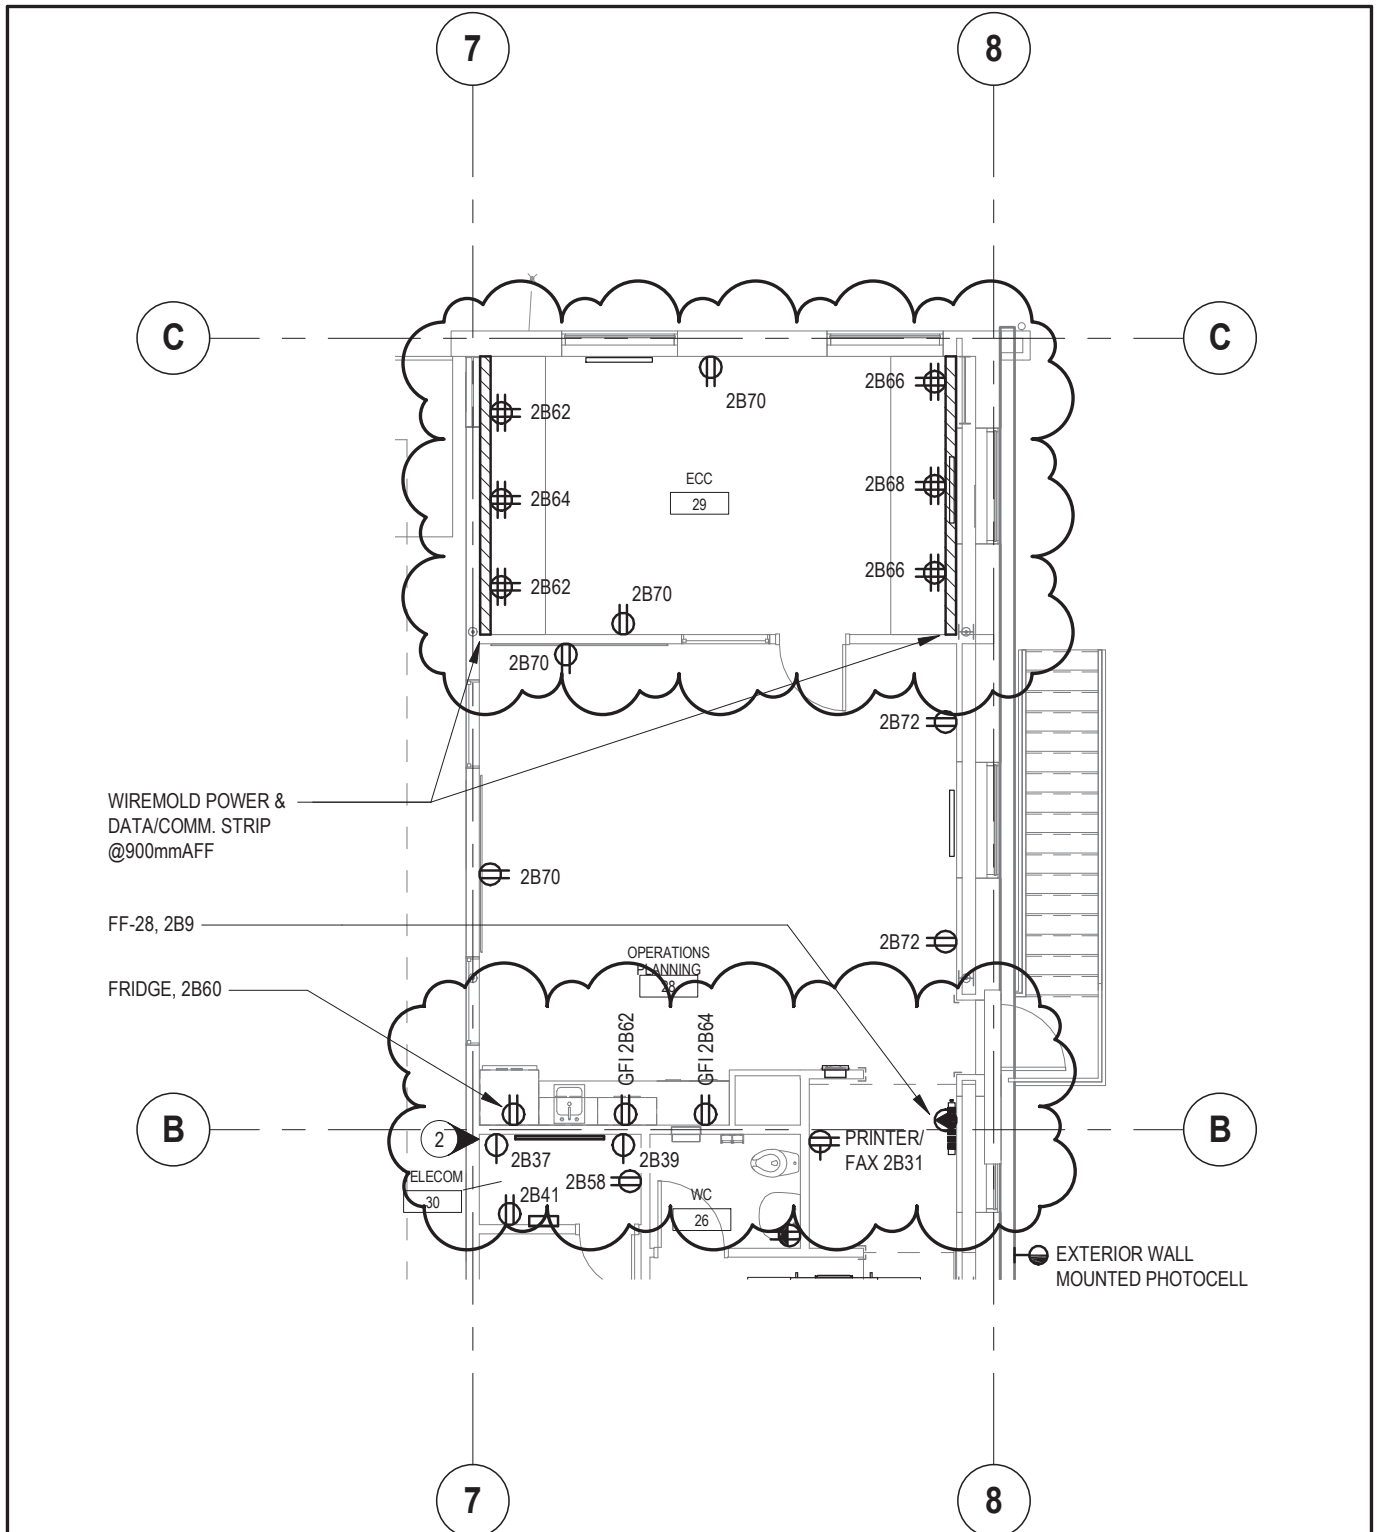 7
8
C
C
2B70
2B66
2B62
ECC
29
2B68
2B64
2B66
2B62
2B70
2B70
2B72
WIREMOLD POWER &
DATA/COMM. STRIP
@900mmAFF
2B70
FF-28, 2B9
2B72
OPERATIONS
PLANNING
28
FRIDGE, 2B60
GFI 2B62
GFI 2B64
B
B
2
PRINTER/
FAX 2B31
2B37
2B39
ELECOM
30
2B58
2B41
WC
26
EXTERIOR WALL
MOUNTED PHOTOCELL
7
8